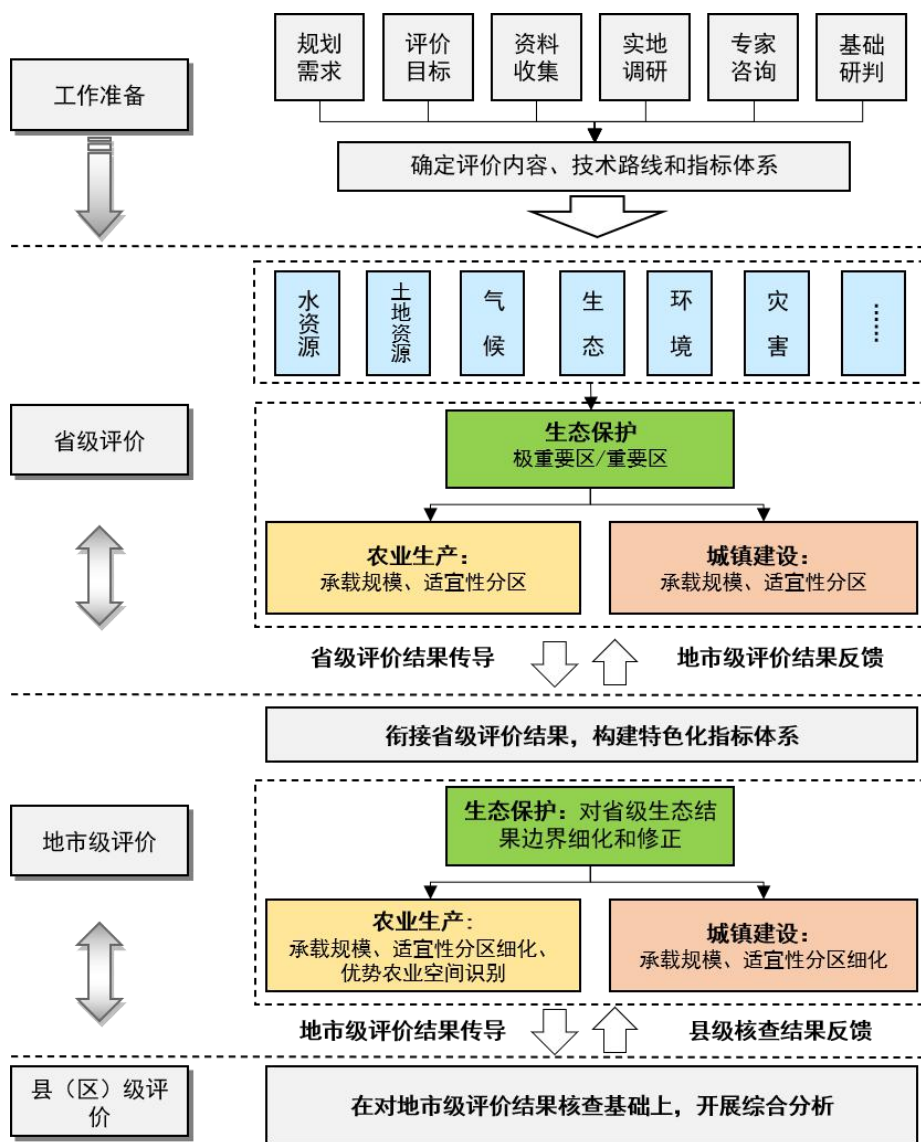 规划
需求
评价
目标
资料
收集
实地
调研
专家
咨询
基础
研判
工作准备
确定评价内容、技术路线和指标体系
水资源
土地资源
气候
生态
环境
灾害
……
省级评价
生态保护
极重要区/重要区
农业生产：
承载规模、适宜性分区
城镇建设：
承载规模、适宜性分区
省级评价结果传导
地市级评价结果反馈
衔接省级评价结果，构建特色化指标体系
地市级评价
生态保护：对省级生态结
果边界细化和修正
农业生产：
承载规模、适宜性分区细化、
优势农业空间识别
城镇建设：
承载规模、适宜性分区细化
地市级评价结果传导
县级核查结果反馈
县（区）级评
价
在对地市级评价结果核查基础上，开展综合分析